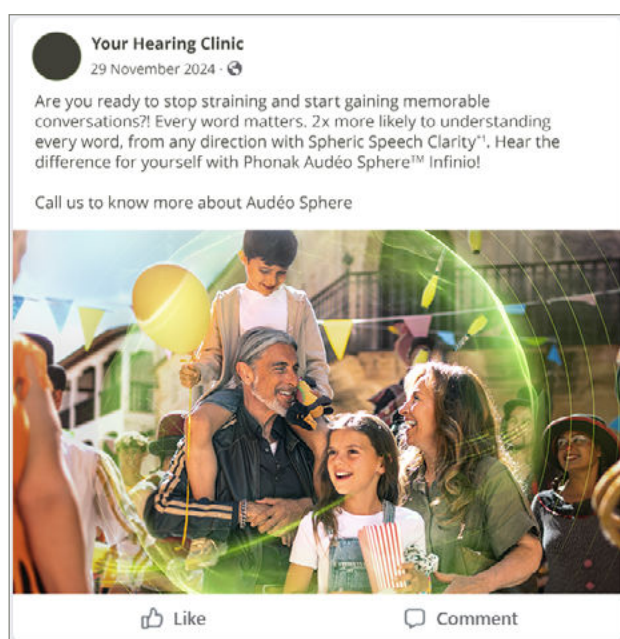 Your Hearing Clinic
29 November 2024 ·
Are you ready to stop straining and start gaining memorable
conversations?! Every word matters. 2x more likely to understanding
every word, from any direction with Spheric Speech Clarity*¹. Hear the
difference for yourself with Phonak Audéo Sphere™ Infinio!
Call us to know more about Audéo Sphere
Like
Comment